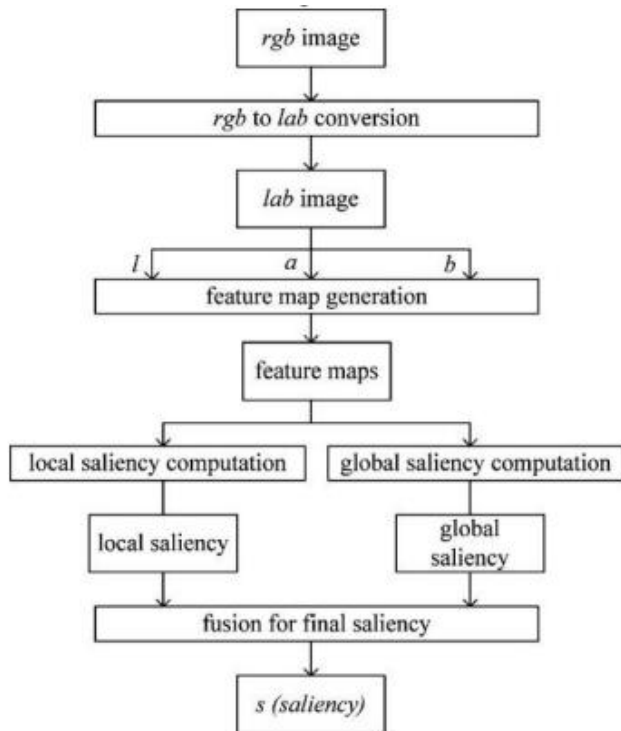 rgb image
rgb to lab conversion
lab image
l a b
feature map generation
feature maps
local saliency computation
global saliency computation
local saliency
global
saliency
fusion for final saliency
s (saliency)